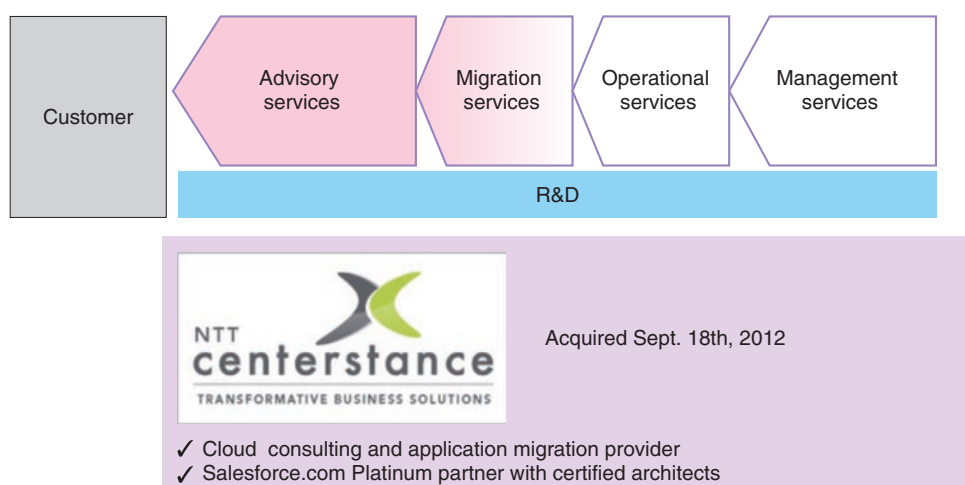 Customer
Advisory
services
Migration
services
Operational
services
Management
services
R&D
NTT
centerstance
TRANSFORMATIVE BUSINESS SOLUTIONS
Acquired Sept. 18th, 2012
✓ Cloud consulting and application migration provider
✓ Salesforce.com Platinum partner with certified architects